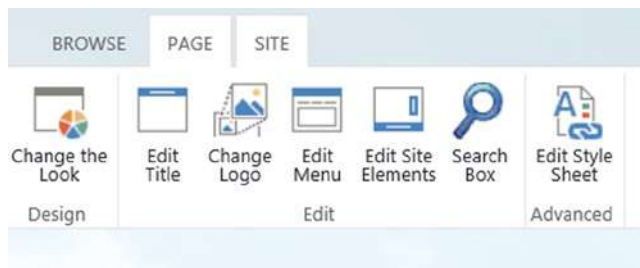 BROWSE PAGE SITE
Change the Look
Edit Title
Change Logo
Edit Menu
Edit Site Elements
Search Box
Edit Style Sheet
Design Edit Advanced